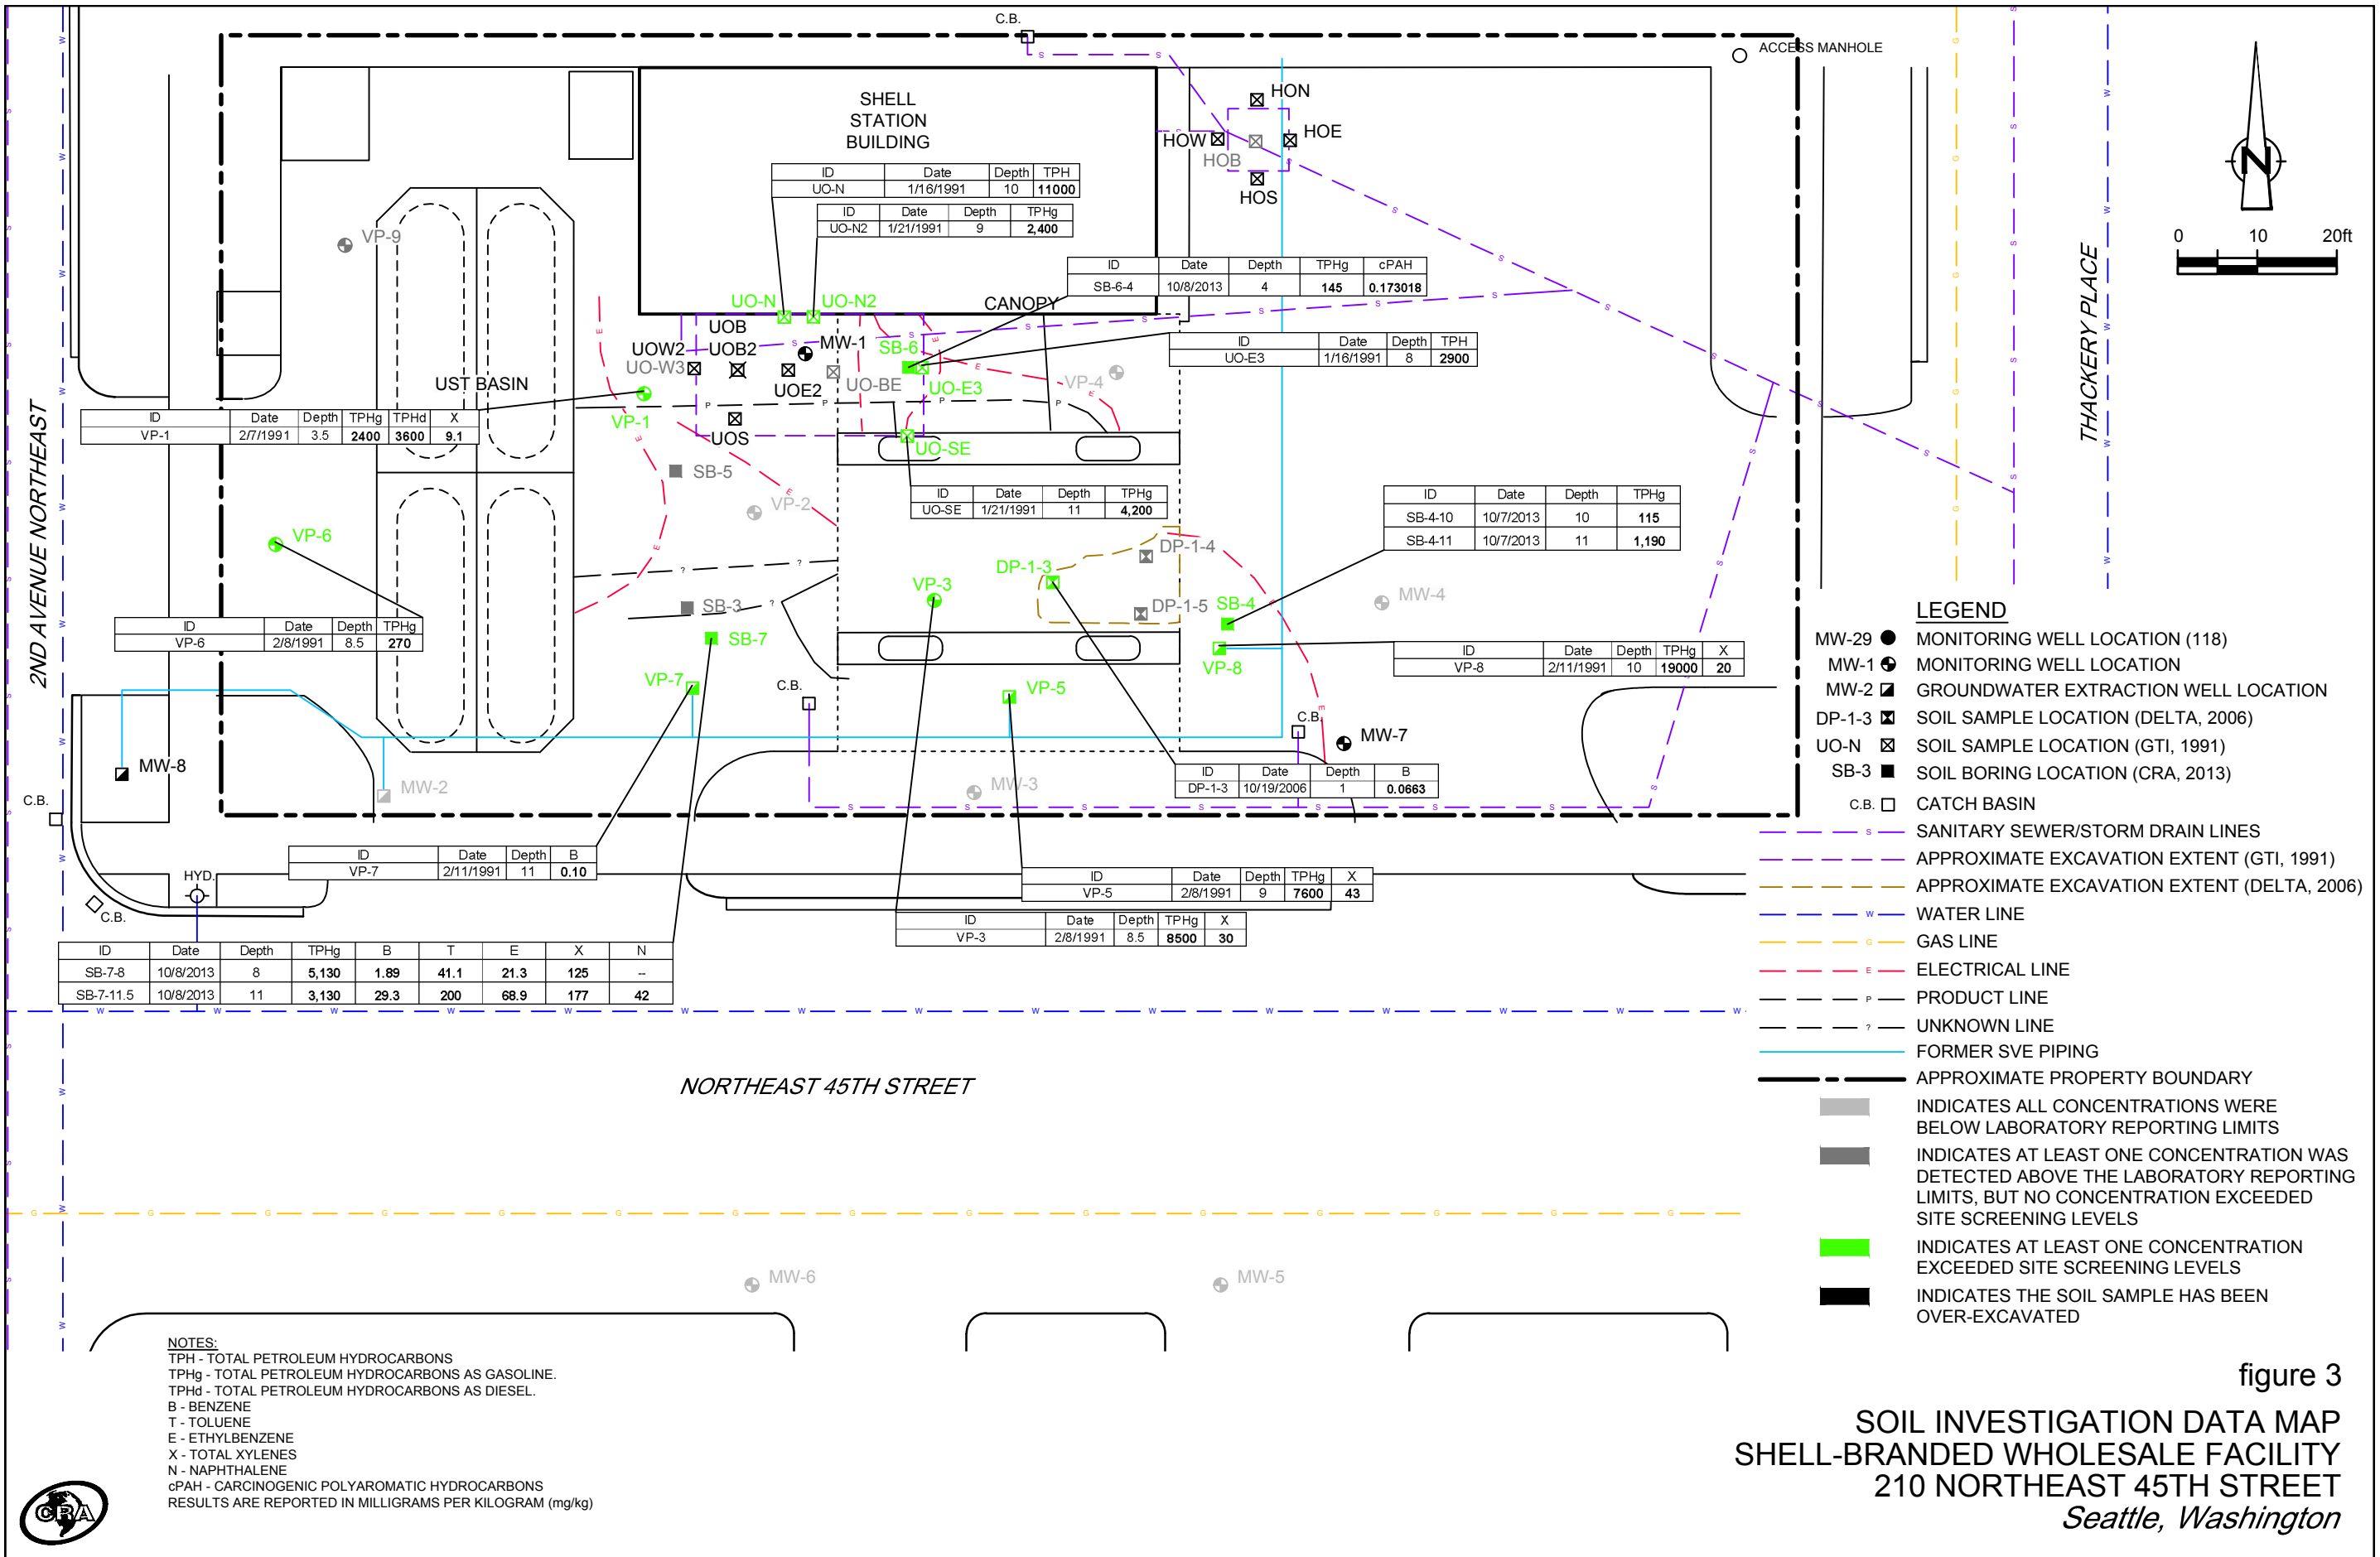 C.B.
ACCESS MANHOLE
SHELL
STATION
BUILDING
HON
HOW
HOE
HOB
HOS
ID Date Depth TPH
UO-N 1/16/1991 10 11000
ID Date Depth TPHg
UO-N2 1/21/1991 9 2,400
N
0 10 20ft
VP-9
ID Date Depth TPHg cPAH
SB-6-4 10/8/2013 4 145 0.173018
UO-N UO-N2
CANOPY
UOB
MW-1
SB-6
UOW2 UOB2
UO-W3
UOE2
UO-BE
UO-E3
VP-4
ID Date Depth TPH
UO-E3 1/16/1991 8 2900
UST BASIN
ID Date Depth TPHg TPHd X
VP-1 2/7/1991 3.5 2400 3600 9.1
VP-1
UOS
UO-SE
SB-5
VP-2
ID Date Depth TPHg
UO-SE 1/21/1991 11 4,200
ID Date Depth TPHg
SB-4-10 10/7/2013 10 115
SB-4-11 10/7/2013 11 1,190
2ND AVENUE NORTHEAST
THACKERY PLACE
VP-6
DP-1-4
DP-1-3
VP-3
DP-1-5
SB-4
MW-4
SB-3
SB-7
ID Date Depth TPHg
VP-6 2/8/1991 8.5 270
VP-8
ID Date Depth TPHg X
VP-8 2/11/1991 10 19000 20
VP-7
C.B.
VP-5
C.B.
MW-7
MW-8
MW-2
MW-3
ID Date Depth B
DP-1-3 10/19/2006 1 0.0663
C.B.
ID Date Depth B
VP-7 2/11/1991 11 0.10
HYD.
C.B.
ID Date Depth TPHg X
VP-5 2/8/1991 9 7600 43
ID Date Depth TPHg X
VP-3 2/8/1991 8.5 8500 30
ID Date Depth TPHg B T E X N
SB-7-8 10/8/2013 8 5,130 1.89 41.1 21.3 125 --
SB-7-11.5 10/8/2013 11 3,130 29.3 200 68.9 177 42
NORTHEAST 45TH STREET
MW-6
MW-5
LEGEND
MW-29 MONITORING WELL LOCATION (118)
MW-1 MONITORING WELL LOCATION
MW-2 GROUNDWATER EXTRACTION WELL LOCATION
DP-1-3 SOIL SAMPLE LOCATION (DELTA, 2006)
UO-N SOIL SAMPLE LOCATION (GTI, 1991)
SB-3 SOIL BORING LOCATION (CRA, 2013)
C.B. CATCH BASIN
S SANITARY SEWER/STORM DRAIN LINES
APPROXIMATE EXCAVATION EXTENT (GTI, 1991)
APPROXIMATE EXCAVATION EXTENT (DELTA, 2006)
W WATER LINE
G GAS LINE
E ELECTRICAL LINE
P PRODUCT LINE
? UNKNOWN LINE
FORMER SVE PIPING
APPROXIMATE PROPERTY BOUNDARY
INDICATES ALL CONCENTRATIONS WERE
BELOW LABORATORY REPORTING LIMITS
INDICATES AT LEAST ONE CONCENTRATION WAS
DETECTED ABOVE THE LABORATORY REPORTING
LIMITS, BUT NO CONCENTRATION EXCEEDED
SITE SCREENING LEVELS
INDICATES AT LEAST ONE CONCENTRATION
EXCEEDED SITE SCREENING LEVELS
INDICATES THE SOIL SAMPLE HAS BEEN
OVER-EXCAVATED
NOTES:
TPH - TOTAL PETROLEUM HYDROCARBONS
TPHg - TOTAL PETROLEUM HYDROCARBONS AS GASOLINE.
TPHd - TOTAL PETROLEUM HYDROCARBONS AS DIESEL.
B - BENZENE
T - TOLUENE
E - ETHYLBENZENE
X - TOTAL XYLENES
N - NAPHTHALENE
cPAH - CARCINOGENIC POLYAROMATIC HYDROCARBONS
RESULTS ARE REPORTED IN MILLIGRAMS PER KILOGRAM (mg/kg)
CRA
figure 3
SOIL INVESTIGATION DATA MAP
SHELL-BRANDED WHOLESALE FACILITY
210 NORTHEAST 45TH STREET
Seattle, Washington